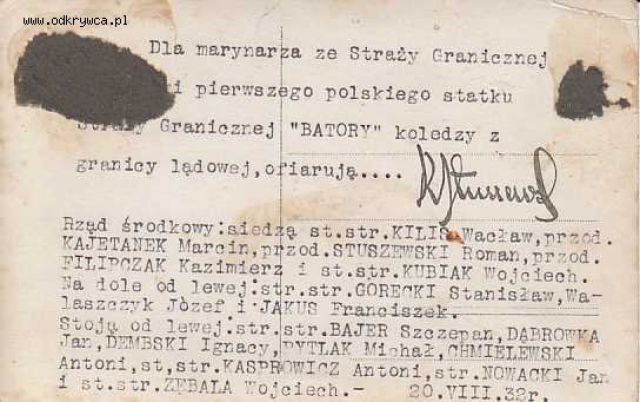 www.odkrywca.pl
Dla marynarza ze Straży Granicznej
i pierwszego polskiego statku
Straży Granicznej "BATORY" koledzy z
granicy lądowej,ofiarują....
Rząd środkowy:siedzą st.str.KILIS Wacław,przod.
KAJETANEK Marcin,przod.STUSZEWSKI Roman,przod.
FILIPCZAK Kazimierz i st.str.KUBIAK Wojciech.
Na dole od lewej:str.str.GORECKI Stanisław,Wa-
laszczyk Józef i JAKUS Franciszek.
Stoją od lewej:str.str.BAJER Szczepan,DĄBROWKA
Jan,DEMBSKI Ignacy,PYTLAK Michał,CHMIELEWSKI
Antoni,st,str.KASPROWICZ Antoni,str.NOWACKI Jan
i st.str.ZEBALA Wojciech.- 20.VIII.32r.